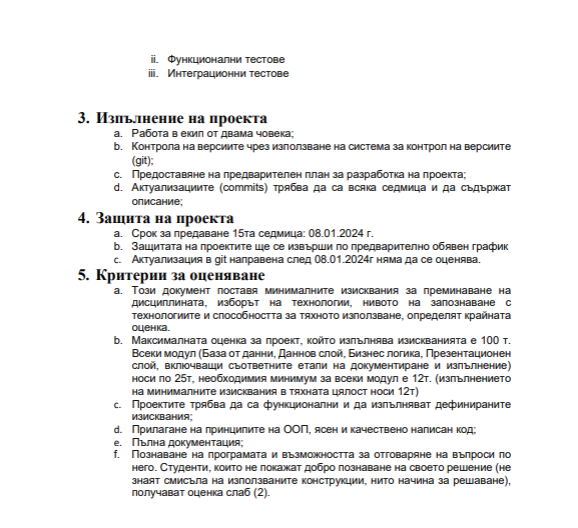 ii. Функционални тестове
iii. Интеграционни тестове
3. Изпълнение на проекта
a. Работа в екип от двама човека;
b. Контрола на версиите чрез използване на система за контрол на версиите
(git);
c. Предоставяне на предварителен план за разработка на проекта;
d. Актуализациите (commits) трябва да са всяка седмица и да съдържат
описание;
4. Защита на проекта
a. Срок за предаване 15та седмица: 08.01.2024 г.
b. Защитата на проектите ще се извърши по предварително обявен график
c. Актуализация в git направена след 08.01.2024г няма да се оценява.
5. Критерии за оценяване
a. Този документ поставя минималните изисквания за преминаване на
дисциплината, изборът на технологии, нивото на запознаване с
технологиите и способността за тяхното използване, определят крайната
оценка.
b. Максималната оценка за проект, който изпълнява изискванията е 100 т.
Всеки модул (База от данни, Даннов слой, Бизнес логика, Презентационен
слой, включващи съответните етапи на документиране и изпълнение)
носи по 25т, необходимия минимум за всеки модул е 12т. (изпълнението
на минималните изисквания в тяхната цялост носи 12т)
c. Проектите трябва да са функционални и да изпълняват дефинираните
изисквания;
d. Прилагане на принципите на ООП, ясен и качествено написан код;
e. Пълна документация;
f. Познаване на програмата и възможността за отговаряне на въпроси по
него. Студенти, които не покажат добро познаване на своето решение (не
знаят смисъла на използваните конструкции, нито начина за решаване),
получават оценка слаб (2).